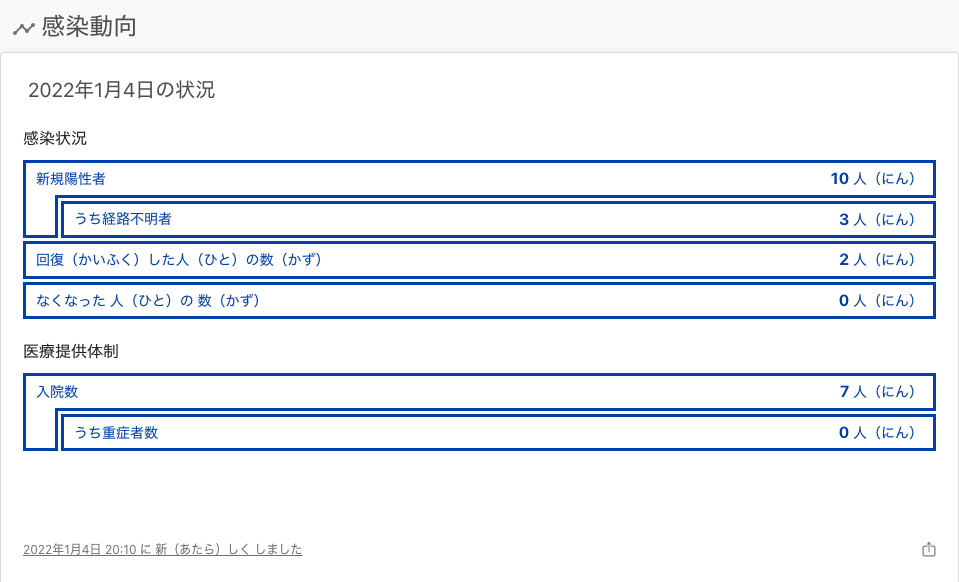 感染動向
2022年1月4日の状況
感染状況
新規陽性者 10 人（にん）
うち経路不明者 3 人（にん）
回復（かいふく）した人（ひと）の数（かず） 2 人（にん）
なくなった 人（ひと）の 数（かず） 0 人（にん）
医療提供体制
入院数 7 人（にん）
うち重症者数 0 人（にん）
2022年1月4日 20:10 に 新（あたら）しく しました